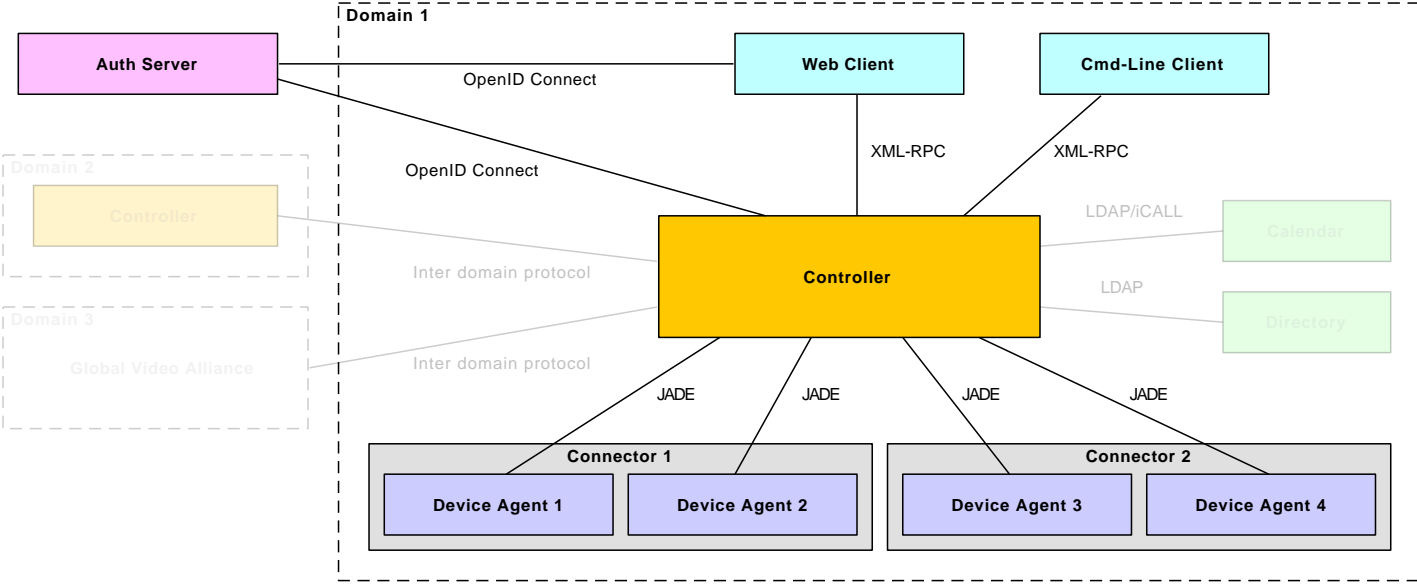 Domain 1
Auth Server
Web Client
Cmd-Line Client
OpenID Connect
XML-RPC
XML-RPC
Domain 2
OpenID Connect
Controller
LDAP/iCALL
Calendar
Inter domain protocol
Controller
LDAP
Domain 3
Directory
Global Video Alliance
Inter domain protocol
JADE
JADE
JADE
JADE
Connector 1
Connector 2
Device Agent 1
Device Agent 2
Device Agent 3
Device Agent 4